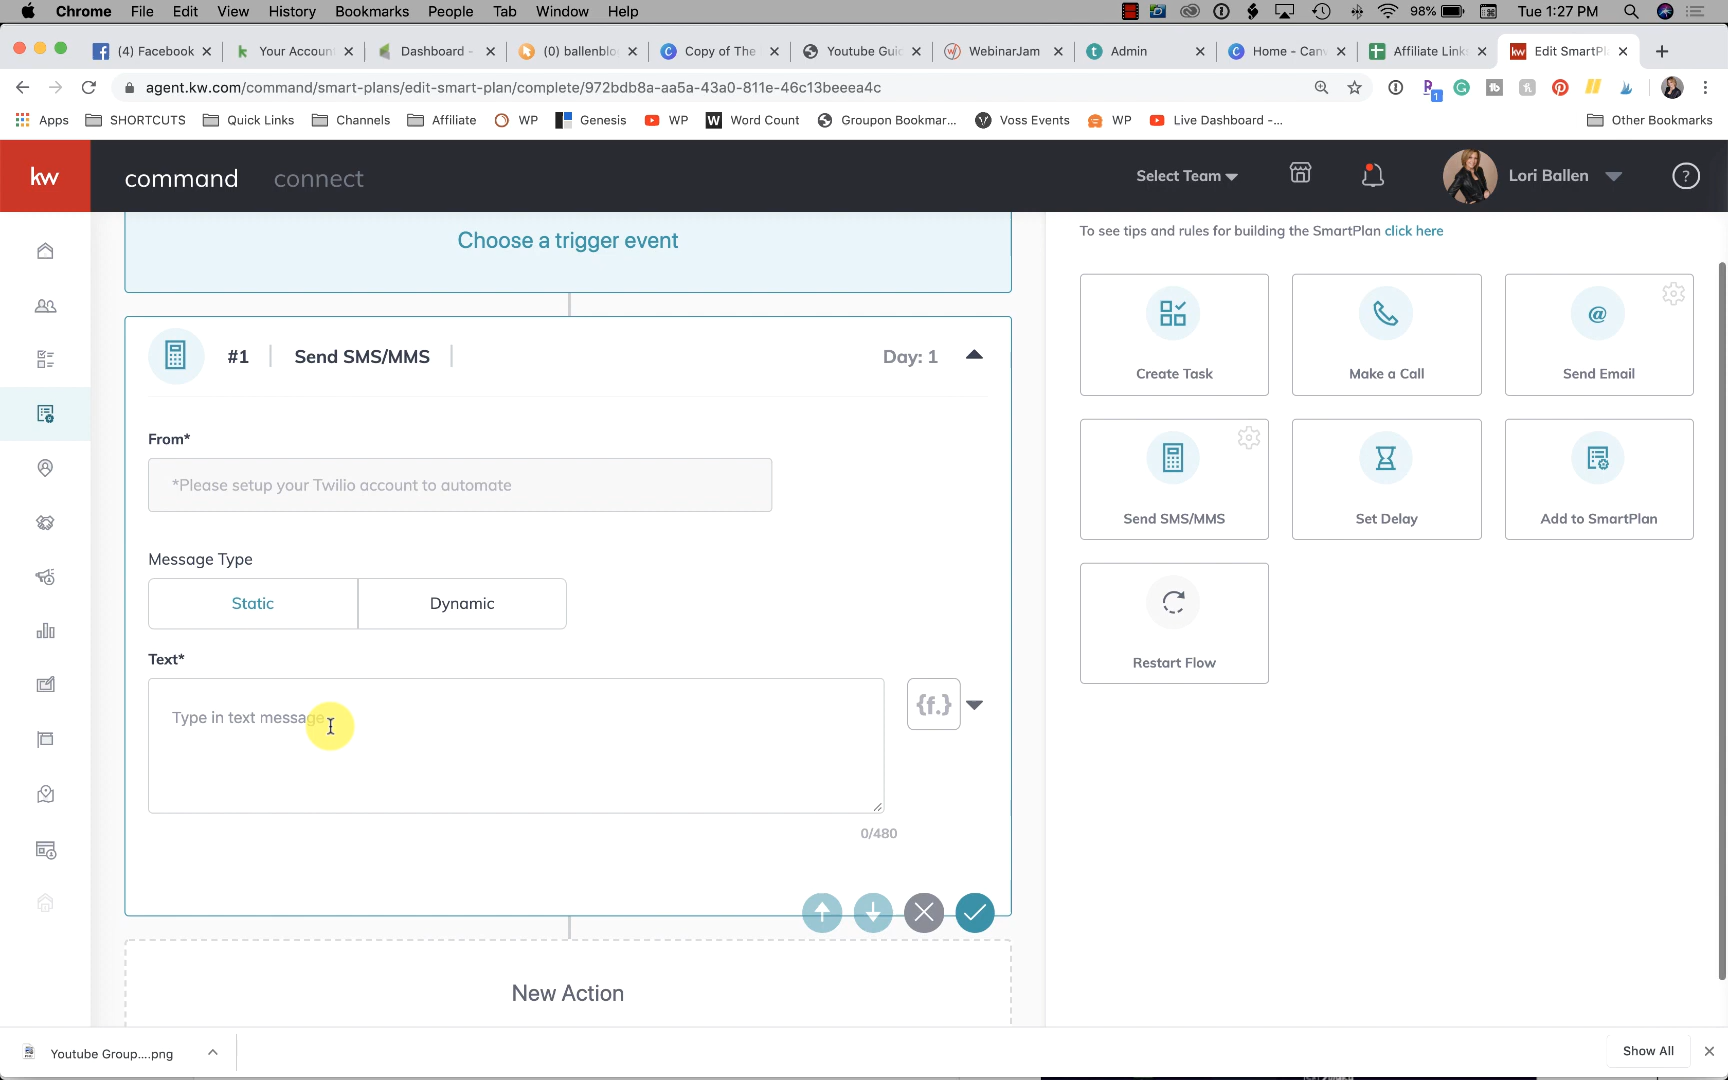 Chrome File Edit View History Bookmarks People Tab Window Help 98% Tue 1:27 PM
(4) Facebook Your Accoun Dashboard - (0) ballenblo Copy of The Youtube Guid WebinarJam Admin Home - Can Affiliate Link Edit SmartPl
agent.kw.com/command/smart-plans/edit-smart-plan/complete/972bdb8a-aa5a-43a0-811e-46c13beeea4c
Apps SHORTCUTS Quick Links Channels Affiliate WP Genesis WP Word Count Groupon Bookmar... Voss Events WP Live Dashboard -... Other Bookmarks
kw command connect Select Team Lori Ballen ?
Choose a trigger event
To see tips and rules for building the SmartPlan click here
#1 Send SMS/MMS Day: 1
Create Task Make a Call Send Email
From*
*Please setup your Twilio account to automate
Send SMS/MMS Set Delay Add to SmartPlan
Message Type
Static Dynamic
Restart Flow
Text*
Type in text message
{f.}
0/480
New Action
Youtube Group....png Show All